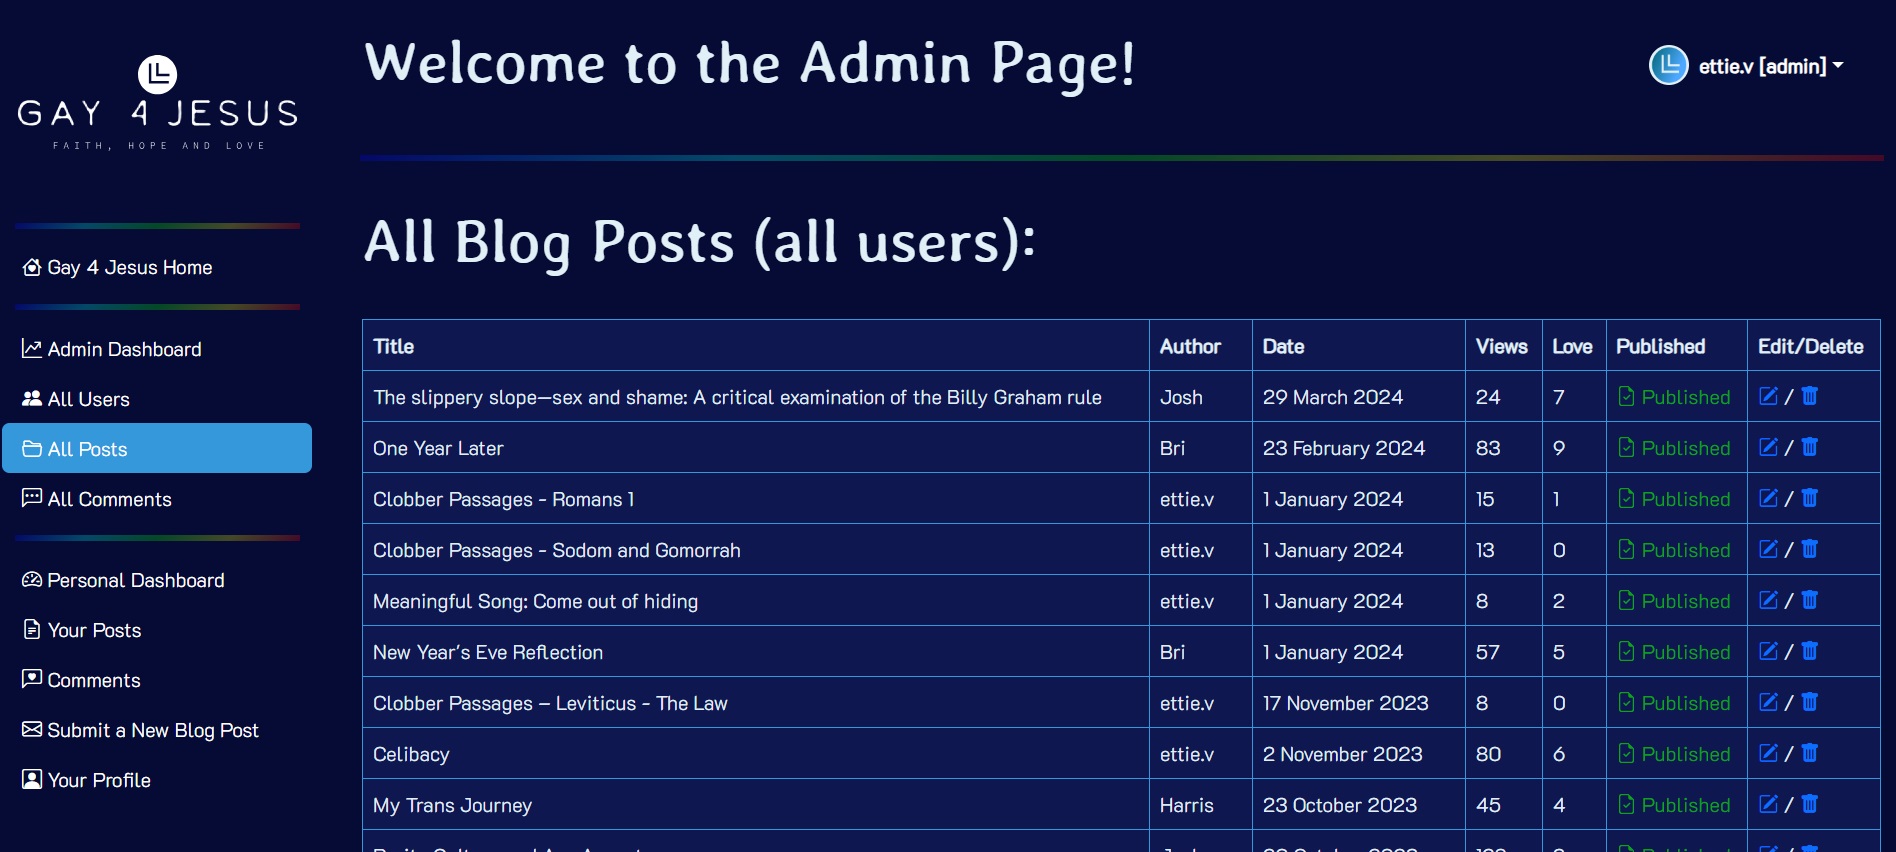 GAY 4 JESUS
FAITH, HOPE AND LOVE
Gay 4 Jesus Home
Admin Dashboard
All Users
All Posts
All Comments
Personal Dashboard
Your Posts
Comments
Submit a New Blog Post
Your Profile
Welcome to the Admin Page!
ettie.v [admin]
All Blog Posts (all users):
Title Author Date Views Love Published Edit/Delete
The slippery slope—sex and shame: A critical examination of the Billy Graham rule Josh 29 March 2024 24 7 Published /
One Year Later Bri 23 February 2024 83 9 Published /
Clobber Passages - Romans 1 ettie.v 1 January 2024 15 1 Published /
Clobber Passages - Sodom and Gomorrah ettie.v 1 January 2024 13 0 Published /
Meaningful Song: Come out of hiding ettie.v 1 January 2024 8 2 Published /
New Year's Eve Reflection Bri 1 January 2024 57 5 Published /
Clobber Passages – Leviticus - The Law ettie.v 17 November 2023 8 0 Published /
Celibacy ettie.v 2 November 2023 80 6 Published /
My Trans Journey Harris 23 October 2023 45 4 Published /